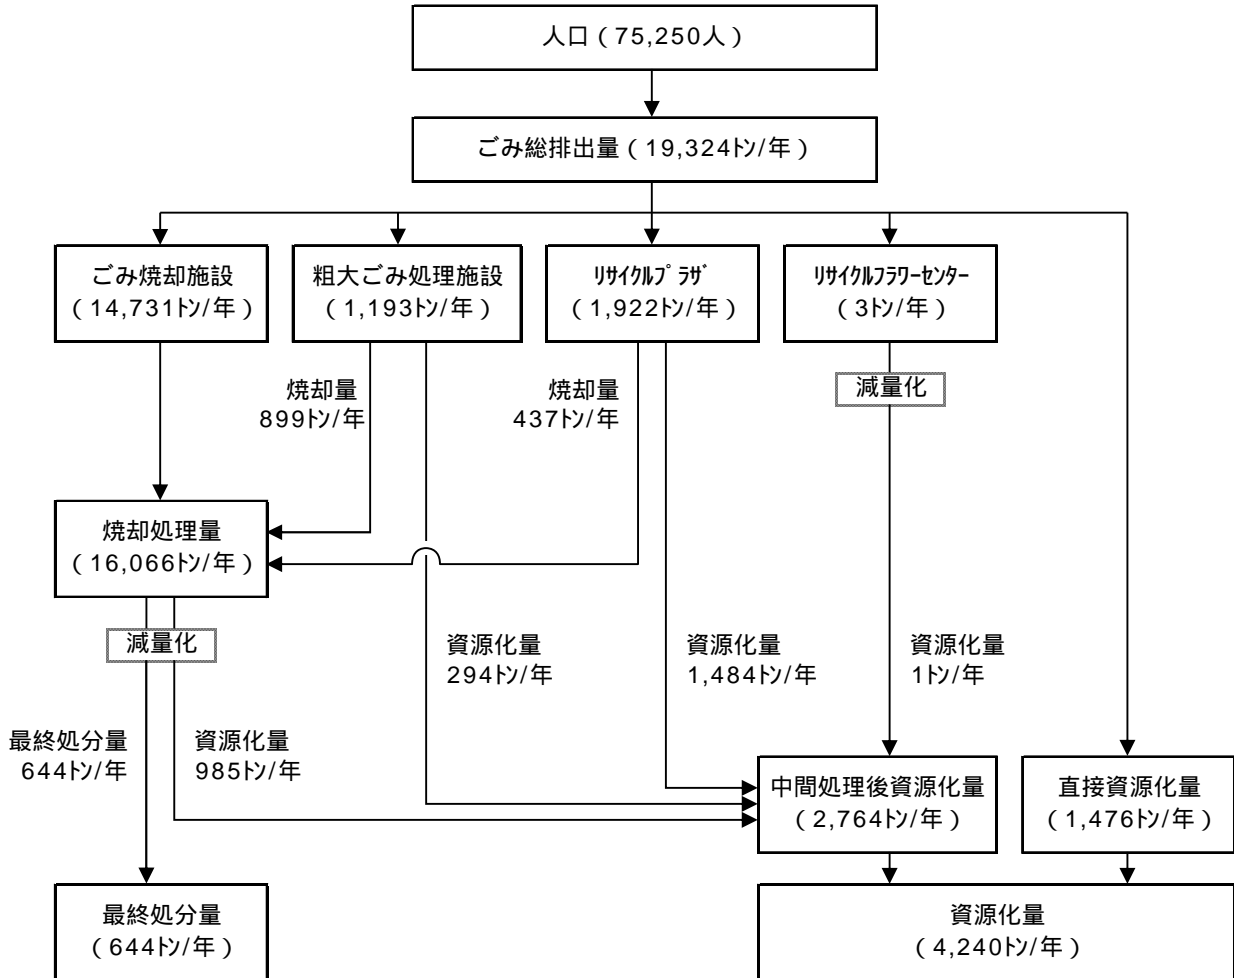 人口（75,250人）
ごみ総排出量（19,324ﾄﾝ/年）
ごみ焼却施設
（14,731ﾄﾝ/年）
粗大ごみ処理施設
（1,193ﾄﾝ/年）
ﾘｻｲｸﾙﾌﾟﾗｻﾞ
（1,922ﾄﾝ/年）
ﾘｻｲｸﾙﾌﾗﾜｰｾﾝﾀｰ
（3ﾄﾝ/年）
焼却量
899ﾄﾝ/年
焼却量
437ﾄﾝ/年
減量化
焼却処理量
（16,066ﾄﾝ/年）
減量化
資源化量
294ﾄﾝ/年
資源化量
1,484ﾄﾝ/年
資源化量
1ﾄﾝ/年
最終処分量
644ﾄﾝ/年
資源化量
985ﾄﾝ/年
中間処理後資源化量
（2,764ﾄﾝ/年）
直接資源化量
（1,476ﾄﾝ/年）
最終処分量
（644ﾄﾝ/年）
資源化量
（4,240ﾄﾝ/年）